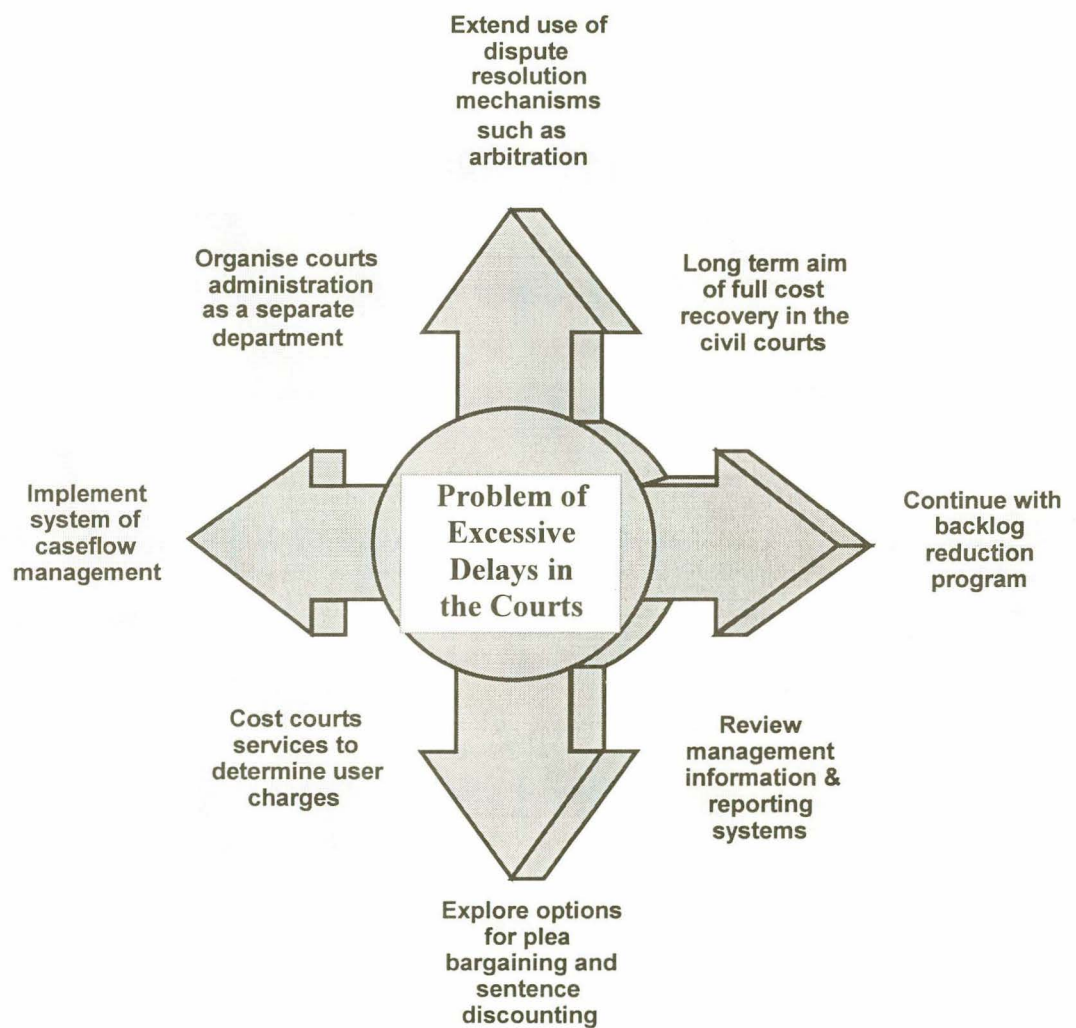 Extend use of
dispute
resolution
mechanisms
such as
arbitration
Organise courts
administration
as a separate
department
Long term aim
of full cost
recovery in the
civil courts
Implement
system of
caseflow
management
Problem of
Excessive
Delays in
the Courts
Continue with
backlog
reduction
program
Cost courts
services to
determine user
charges
Review
management
information &
reporting
systems
Explore options
for plea
bargaining and
sentence
discounting